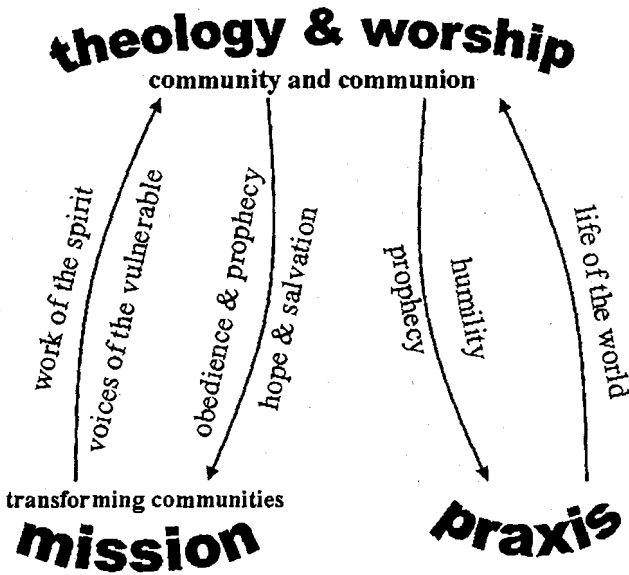 theology & worship
community and communion
work of the spirit
voices of the vulnerable
obedience & prophecy
hope & salvation
prophecy
humility
life of the world
transforming communities
mission
praxis